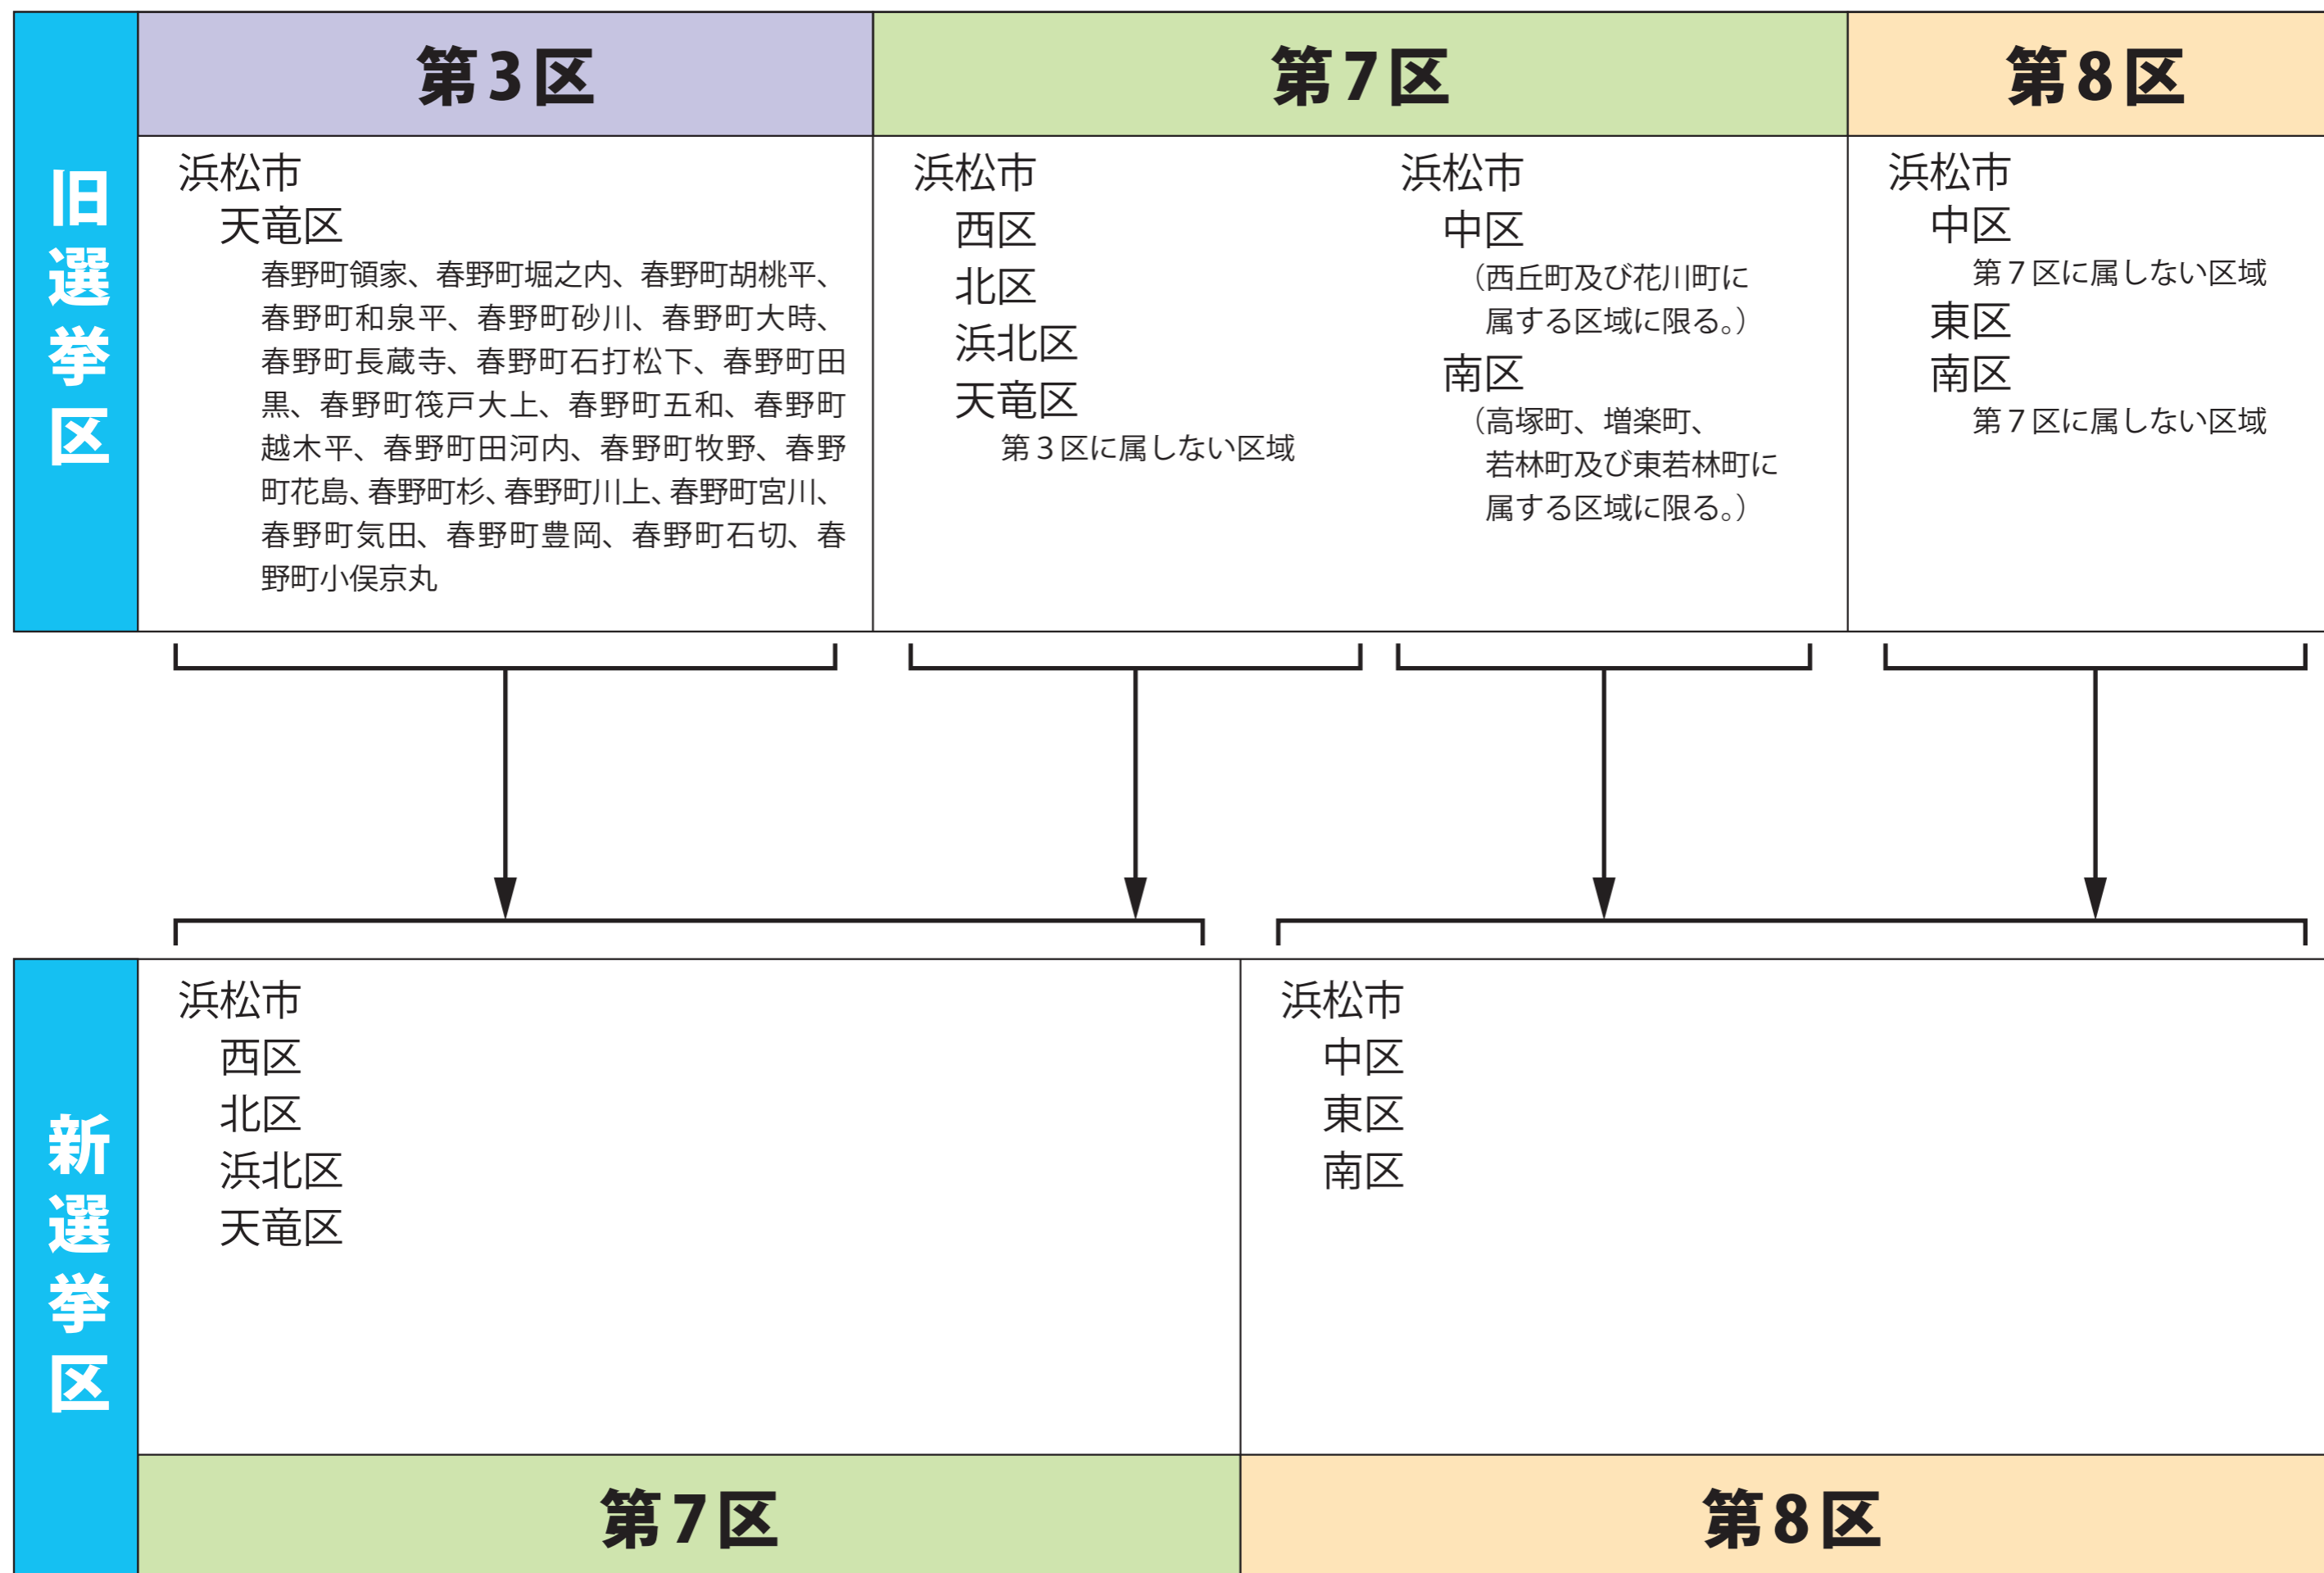 旧選挙区
第3区
浜松市
天竜区
春野町領家、春野町堀之内、春野町胡桃平、
春野町和泉平、春野町砂川、春野町大時、
春野町長蔵寺、春野町石打松下、春野町田
黒、春野町筏戸大上、春野町五和、春野町
越木平、春野町田河内、春野町牧野、春野
町花島、春野町杉、春野町川上、春野町宮川、
春野町気田、春野町豊岡、春野町石切、春
野町小俣京丸
第7区
浜松市
西区
北区
浜北区
天竜区
第３区に属しない区域
浜松市
中区
（西丘町及び花川町に
属する区域に限る。）
南区
（高塚町、増楽町、
若林町及び東若林町に
属する区域に限る。）
第8区
浜松市
中区
第７区に属しない区域
東区
南区
第７区に属しない区域
新選挙区
浜松市
西区
北区
浜北区
天竜区
第7区
浜松市
中区
東区
南区
第8区